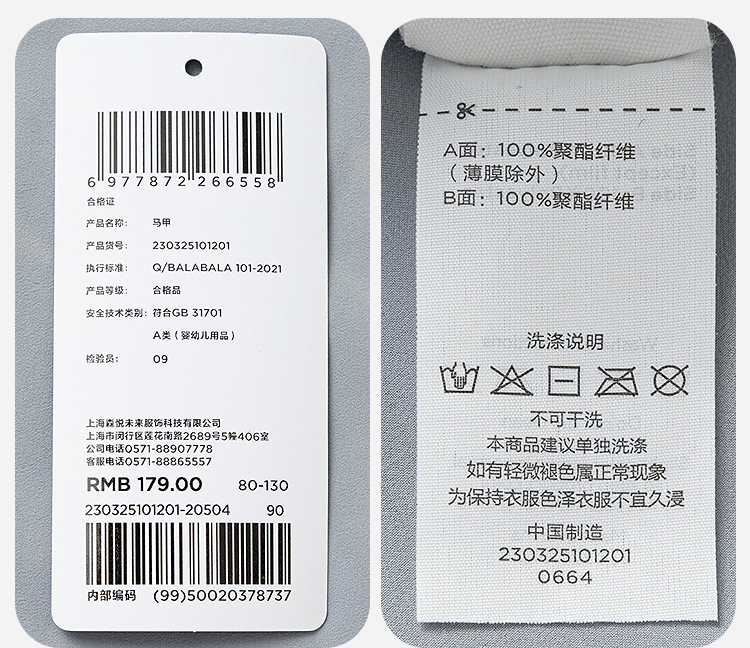 6 977872 266558
合格证
产品名称: 马甲
产品货号: 230325101201
执行标准: Q/BALABALA 101-2021
产品等级: 合格品
安全技术类别: 符合GB 31701
A类（婴幼儿用品）
检验员: 09
上海森悦未来服饰科技有限公司
上海市闵行区莲花南路2689号5幢406室
公司电话0571-88907778
客服电话0571-88865557
RMB 179.00 80-130
230325101201-20504 90
内部编码 (99)50020378737
A面: 100%聚酯纤维
（薄膜除外）
B面: 100%聚酯纤维
洗涤说明
不可干洗
本商品建议单独洗涤
如有轻微褪色属正常现象
为保持衣服色泽衣服不宜久浸
中国制造
230325101201
0664